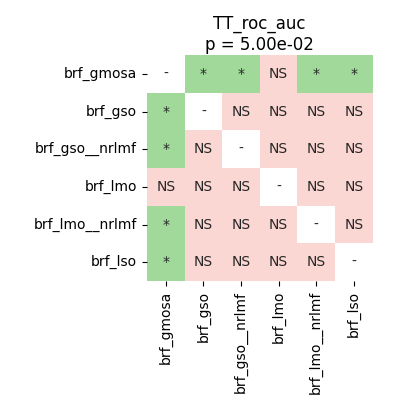 TT_roc_auc
p = 5.00e-02
brf_gmosa - * * NS * *
brf_gso * - NS NS NS NS
brf_gso__nrlmf * NS - NS NS NS
brf_lmo NS NS NS - NS NS
brf_lmo__nrlmf * NS NS NS - NS
brf_lso * NS NS NS NS -
brf_gmosa
brf_gso
brf_gso__nrlmf
brf_lmo
brf_lmo__nrlmf
brf_lso